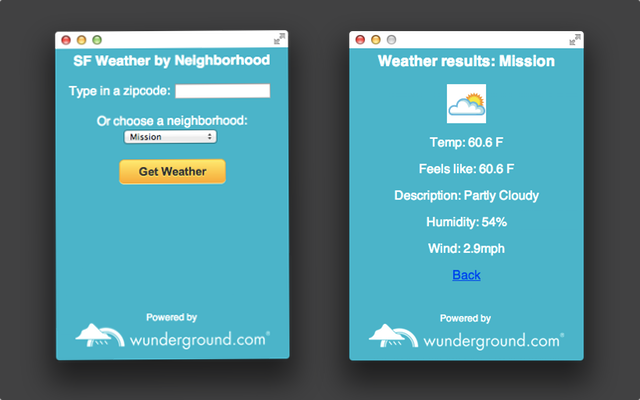 SF Weather by Neighborhood
Type in a zipcode:
Or choose a neighborhood:
Mission
Get Weather
Powered by
wunderground.com®
Weather results: Mission
Temp: 60.6 F
Feels like: 60.6 F
Description: Partly Cloudy
Humidity: 54%
Wind: 2.9mph
Back
Powered by
wunderground.com®